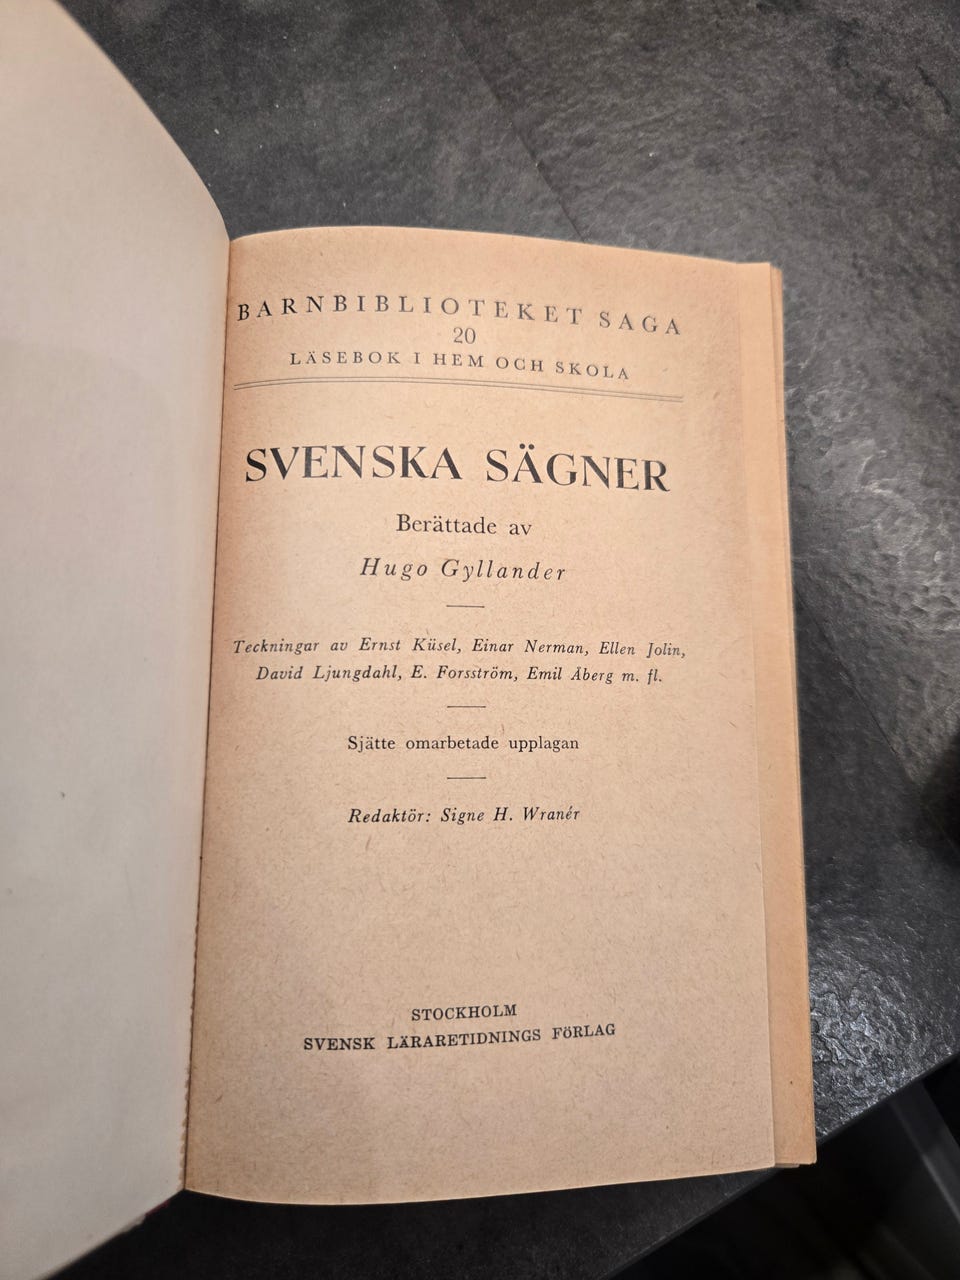 BARNBIBLIOTEKET SAGA
20
LÄSEBOK I HEM OCH SKOLA
SVENSKA SÄGNER
Berättade av
Hugo Gyllander
Teckningar av Ernst Küsel, Einar Nerman, Ellen Jolin,
David Ljungdahl, E. Forsström, Emil Åberg m. fl.
Sjätte omarbetade upplagan
Redaktör: Signe H. Wranér
STOCKHOLM
SVENSK LÄRARETIDNINGS FÖRLAG